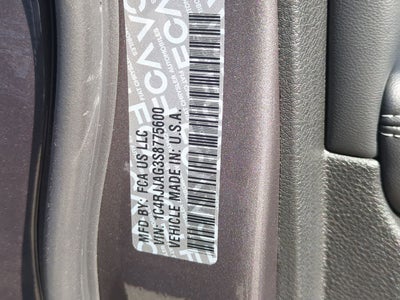 MFD. BY: FCA US LLC
VIN: 1C4RJJAG3S8775600
VEHICLE MADE IN: U.S.A.